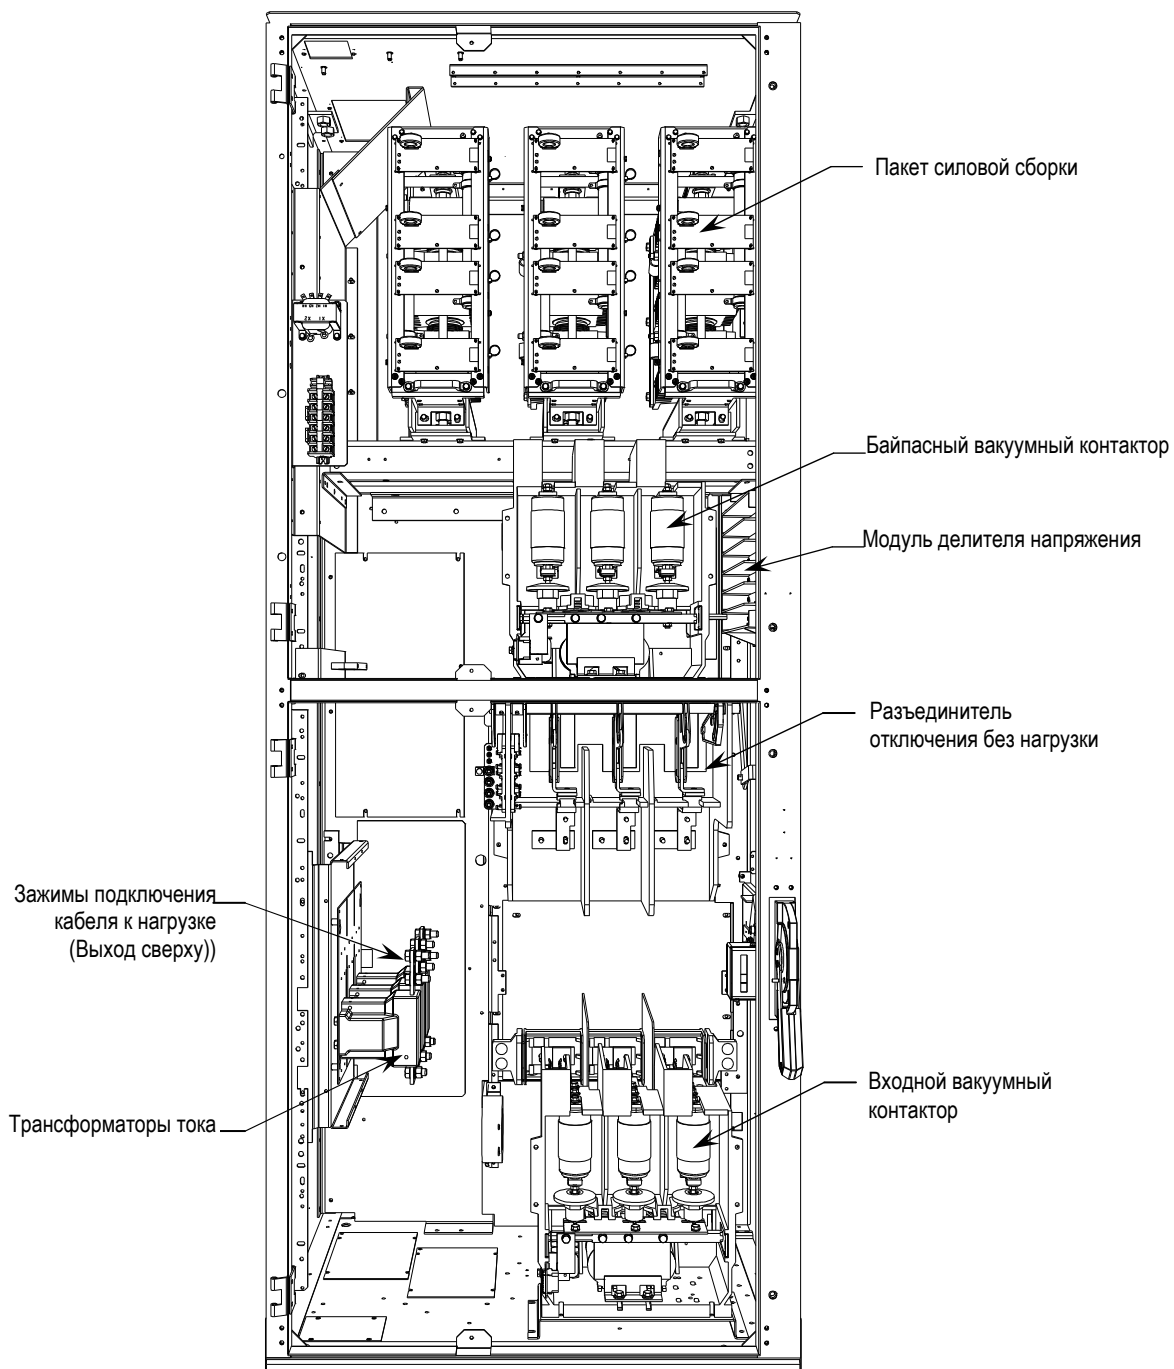 Пакет силовой сборки
Байпасный вакуумный контактор
Модуль делителя напряжения
Разъединитель
отключения без нагрузки
Зажимы подключения
кабеля к нагрузке
(Выход сверху))
Входной вакуумный
контактор
Трансформаторы тока